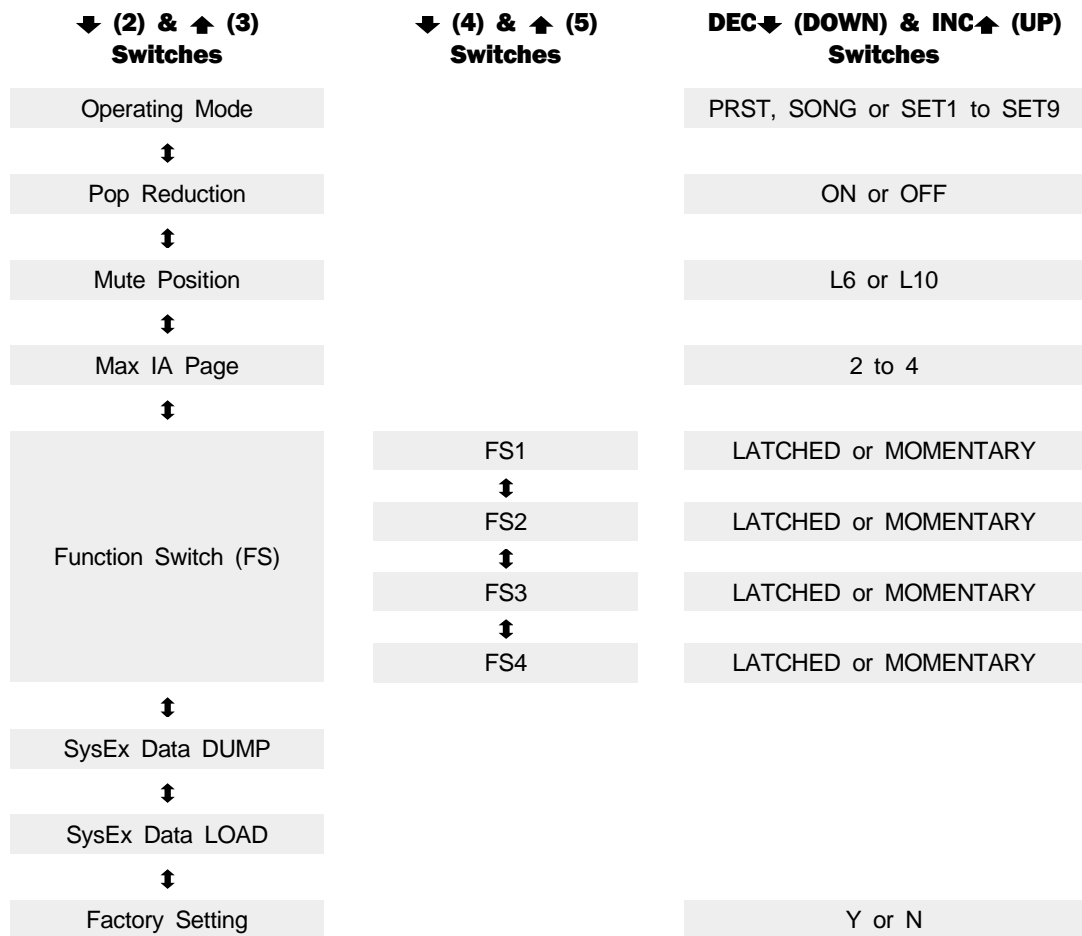 🡇 (2) & 🡅 (3) 🡇 (4) & 🡅 (5) DEC🡇 (DOWN) & INC🡅 (UP)
Switches Switches Switches
Operating Mode PRST, SONG or SET1 to SET9
⬍
Pop Reduction ON or OFF
⬍
Mute Position L6 or L10
⬍
Max IA Page 2 to 4
⬍
FS1 LATCHED or MOMENTARY
⬍
FS2 LATCHED or MOMENTARY
Function Switch (FS) ⬍
FS3 LATCHED or MOMENTARY
⬍
FS4 LATCHED or MOMENTARY
⬍
SysEx Data DUMP
⬍
SysEx Data LOAD
⬍
Factory Setting Y or N